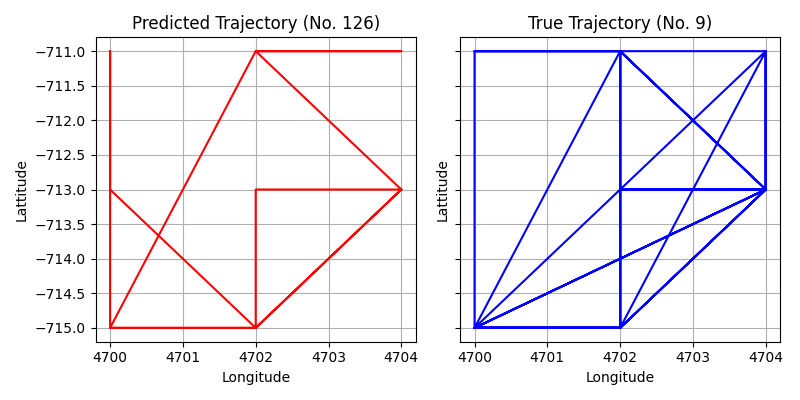 Predicted Trajectory (No. 126)
True Trajectory (No. 9)
Lattitude
−711.0
−711.5
−712.0
−712.5
−713.0
−713.5
−714.0
−714.5
−715.0
4700 4701 4702 4703 4704
Longitude
Lattitude
4700 4701 4702 4703 4704
Longitude